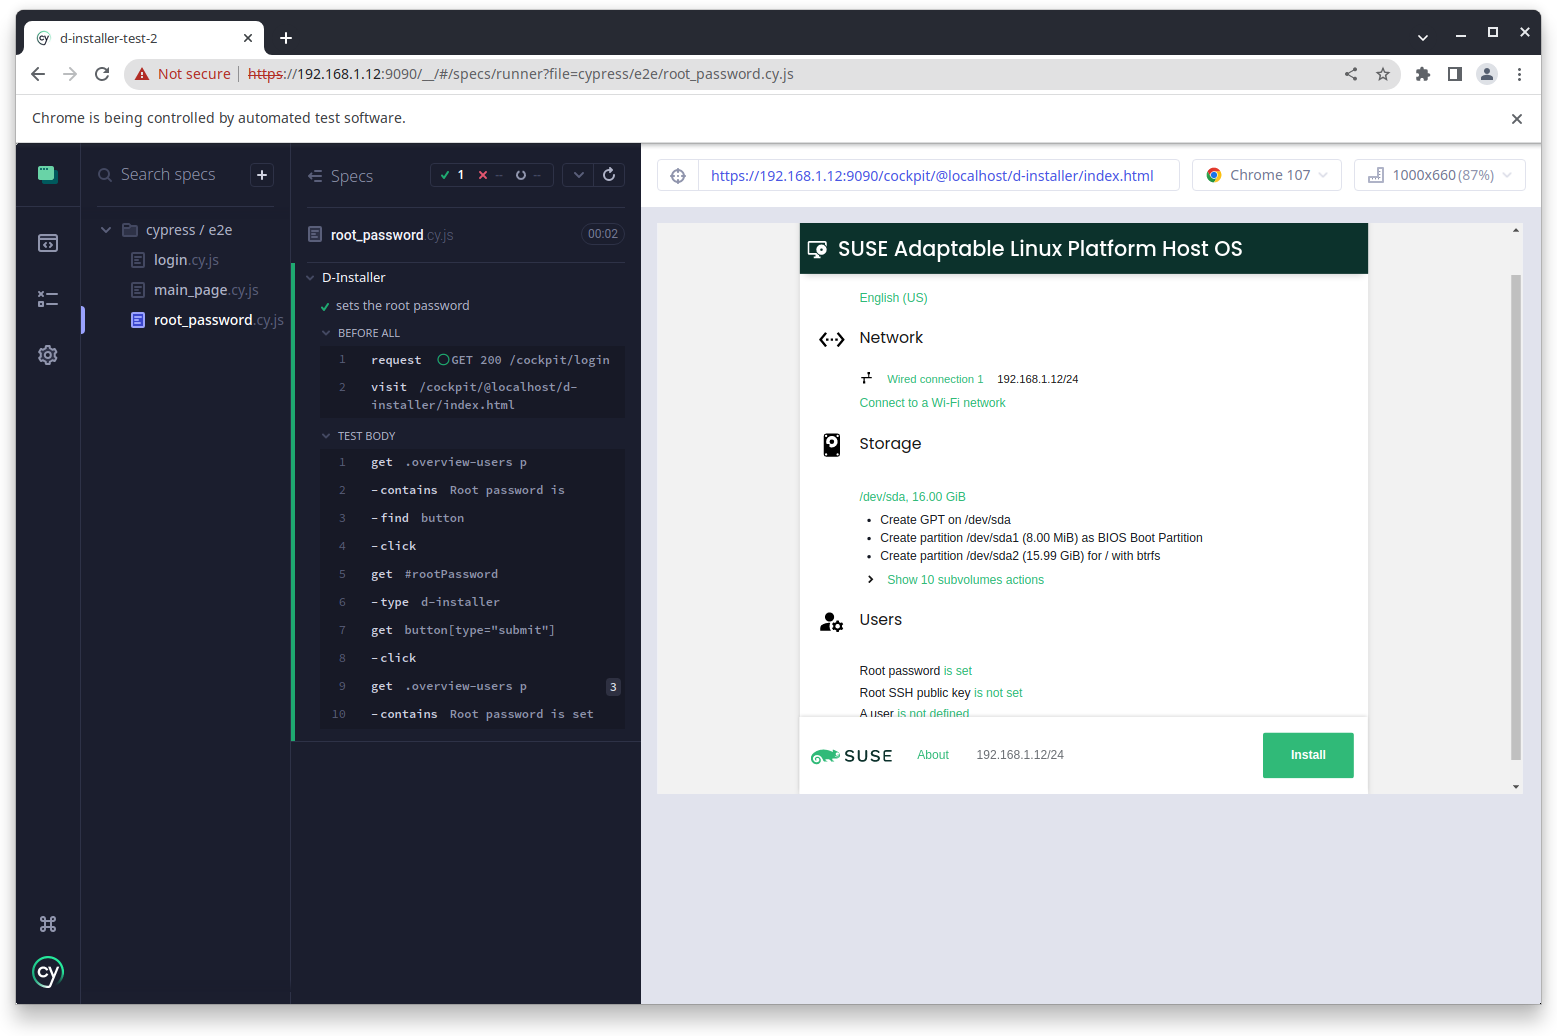 d-installer-test-2
Not secure https://192.168.1.12:9090/__/#/specs/runner?file=cypress/e2e/root_password.cy.js
Chrome is being controlled by automated test software.
Search specs
cypress / e2e
login.cy.js
main_page.cy.js
root_password.cy.js
cy
Specs 1 -- --
root_password.cy.js 00:02
D-Installer
sets the root password
BEFORE ALL
1 request GET 200 /cockpit/login
2 visit /cockpit/@localhost/d-
installer/index.html
TEST BODY
1 get .overview-users p
2 -contains Root password is
3 -find button
4 -click
5 get #rootPassword
6 -type d-installer
7 get button[type="submit"]
8 -click
9 get .overview-users p 3
10 -contains Root password is set
https://192.168.1.12:9090/cockpit/@localhost/d-installer/index.html Chrome 107 1000x660 (87%)
SUSE Adaptable Linux Platform Host OS
English (US)
Network
Wired connection 1 192.168.1.12/24
Connect to a Wi-Fi network
Storage
/dev/sda, 16.00 GiB
• Create GPT on /dev/sda
• Create partition /dev/sda1 (8.00 MiB) as BIOS Boot Partition
• Create partition /dev/sda2 (15.99 GiB) for / with btrfs
Show 10 subvolumes actions
Users
Root password is set
Root SSH public key is not set
A user is not defined
SUSE About 192.168.1.12/24 Install